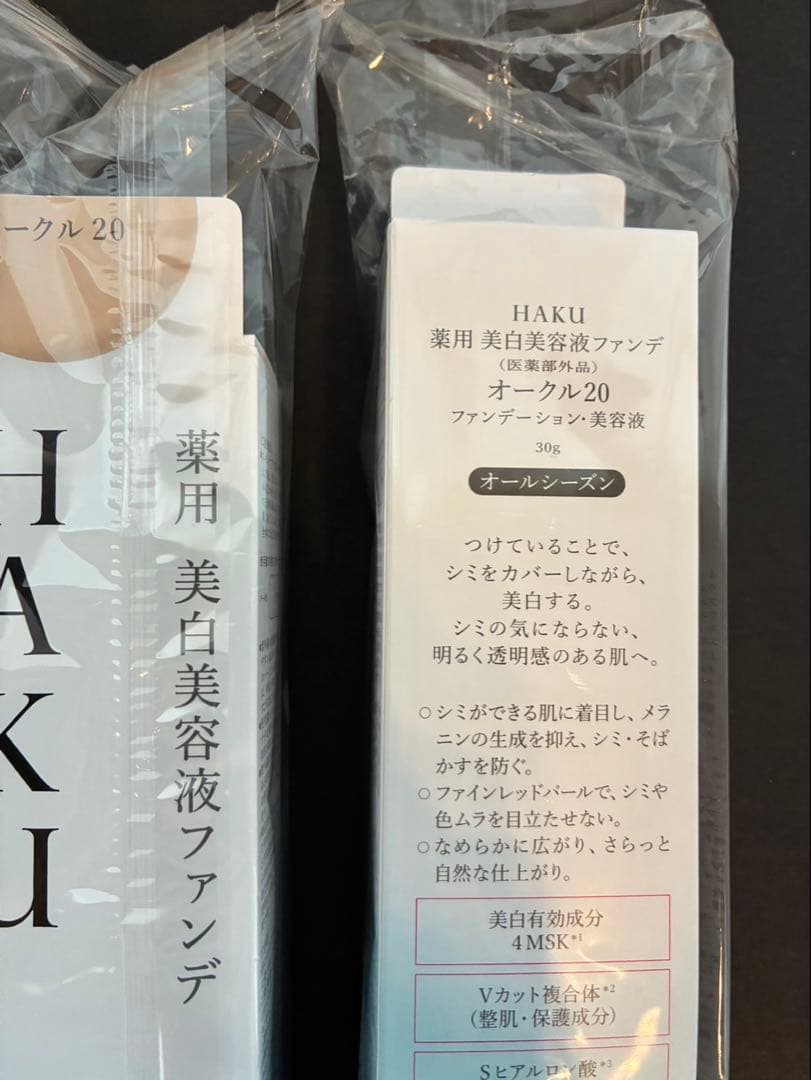 ークル 20
HAKU
薬用 美白美容液ファンデ
HAKU
薬用 美白美容液ファンデ
（医薬部外品）
オークル20
ファンデーション・美容液
30g
オールシーズン
つけていることで、
シミをカバーしながら、
美白する。
シミの気にならない、
明るく透明感のある肌へ。
○シミができる肌に着目し、メラ
ニンの生成を抑え、シミ・そば
かすを防ぐ。
○ファインレッドパールで、シミや
色ムラを目立たせない。
○なめらかに広がり、さらっと
自然な仕上がり。
美白有効成分
4MSK*1
Vカット複合体*2
（整肌・保護成分）
Sヒアルロン酸*3